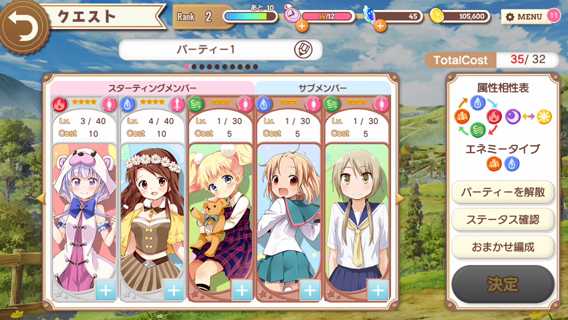 クエスト
Rank 2
あと 10
/12
45
105,600
MENU
11
パーティー1
TotalCost 35/ 32
スターティングメンバー
サブメンバー
Lv. 3 / 40
Cost 10
Lv. 4 / 40
Cost 10
Lv. 1 / 30
Cost 5
Lv. 1 / 30
Cost 5
Lv. 1 / 30
Cost 5
属性相性表
エネミータイプ
パーティーを解散
ステータス確認
おまかせ編成
決定